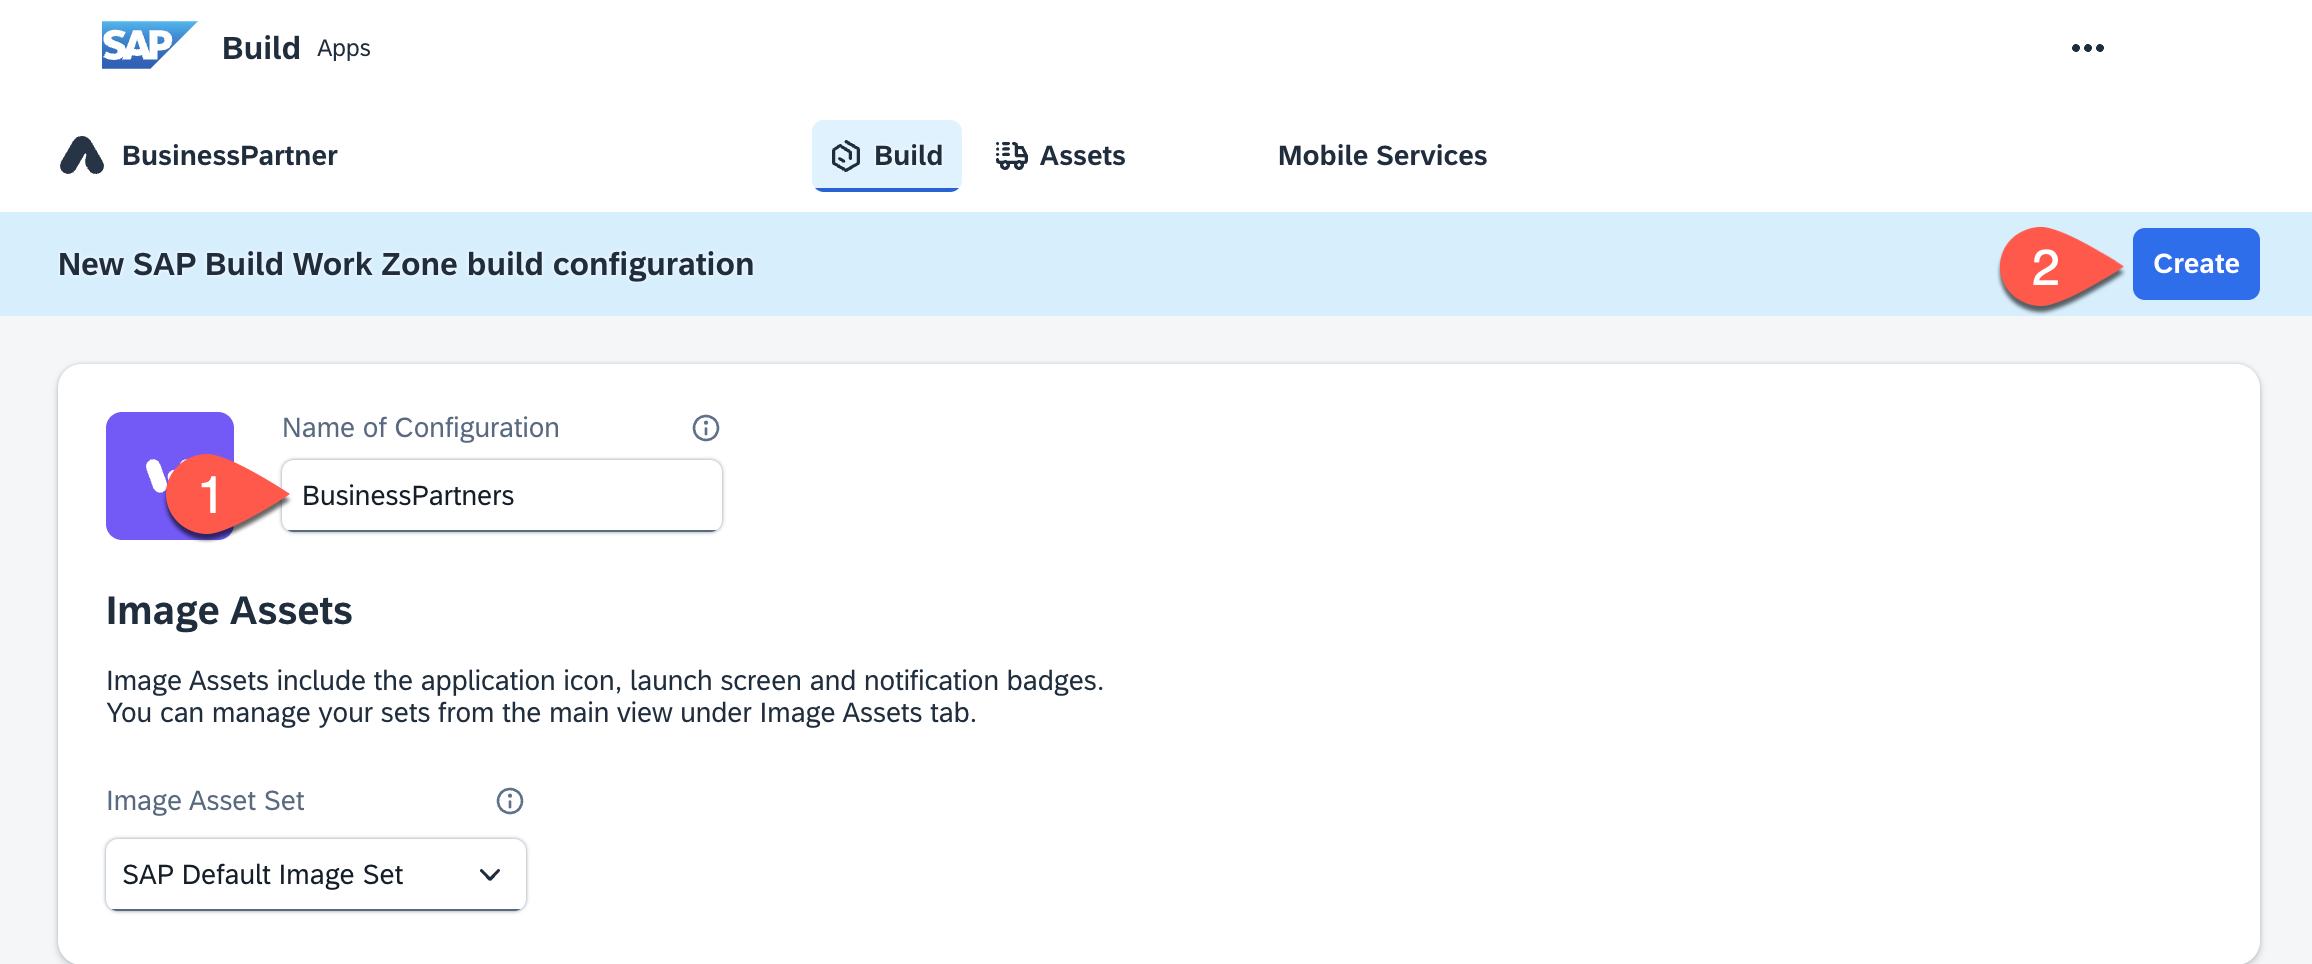 SAP Build Apps
BusinessPartner
Build
Assets
Mobile Services
New SAP Build Work Zone build configuration
2
Create
Name of Configuration
1
BusinessPartners
Image Assets
Image Assets include the application icon, launch screen and notification badges.
You can manage your sets from the main view under Image Assets tab.
Image Asset Set
SAP Default Image Set